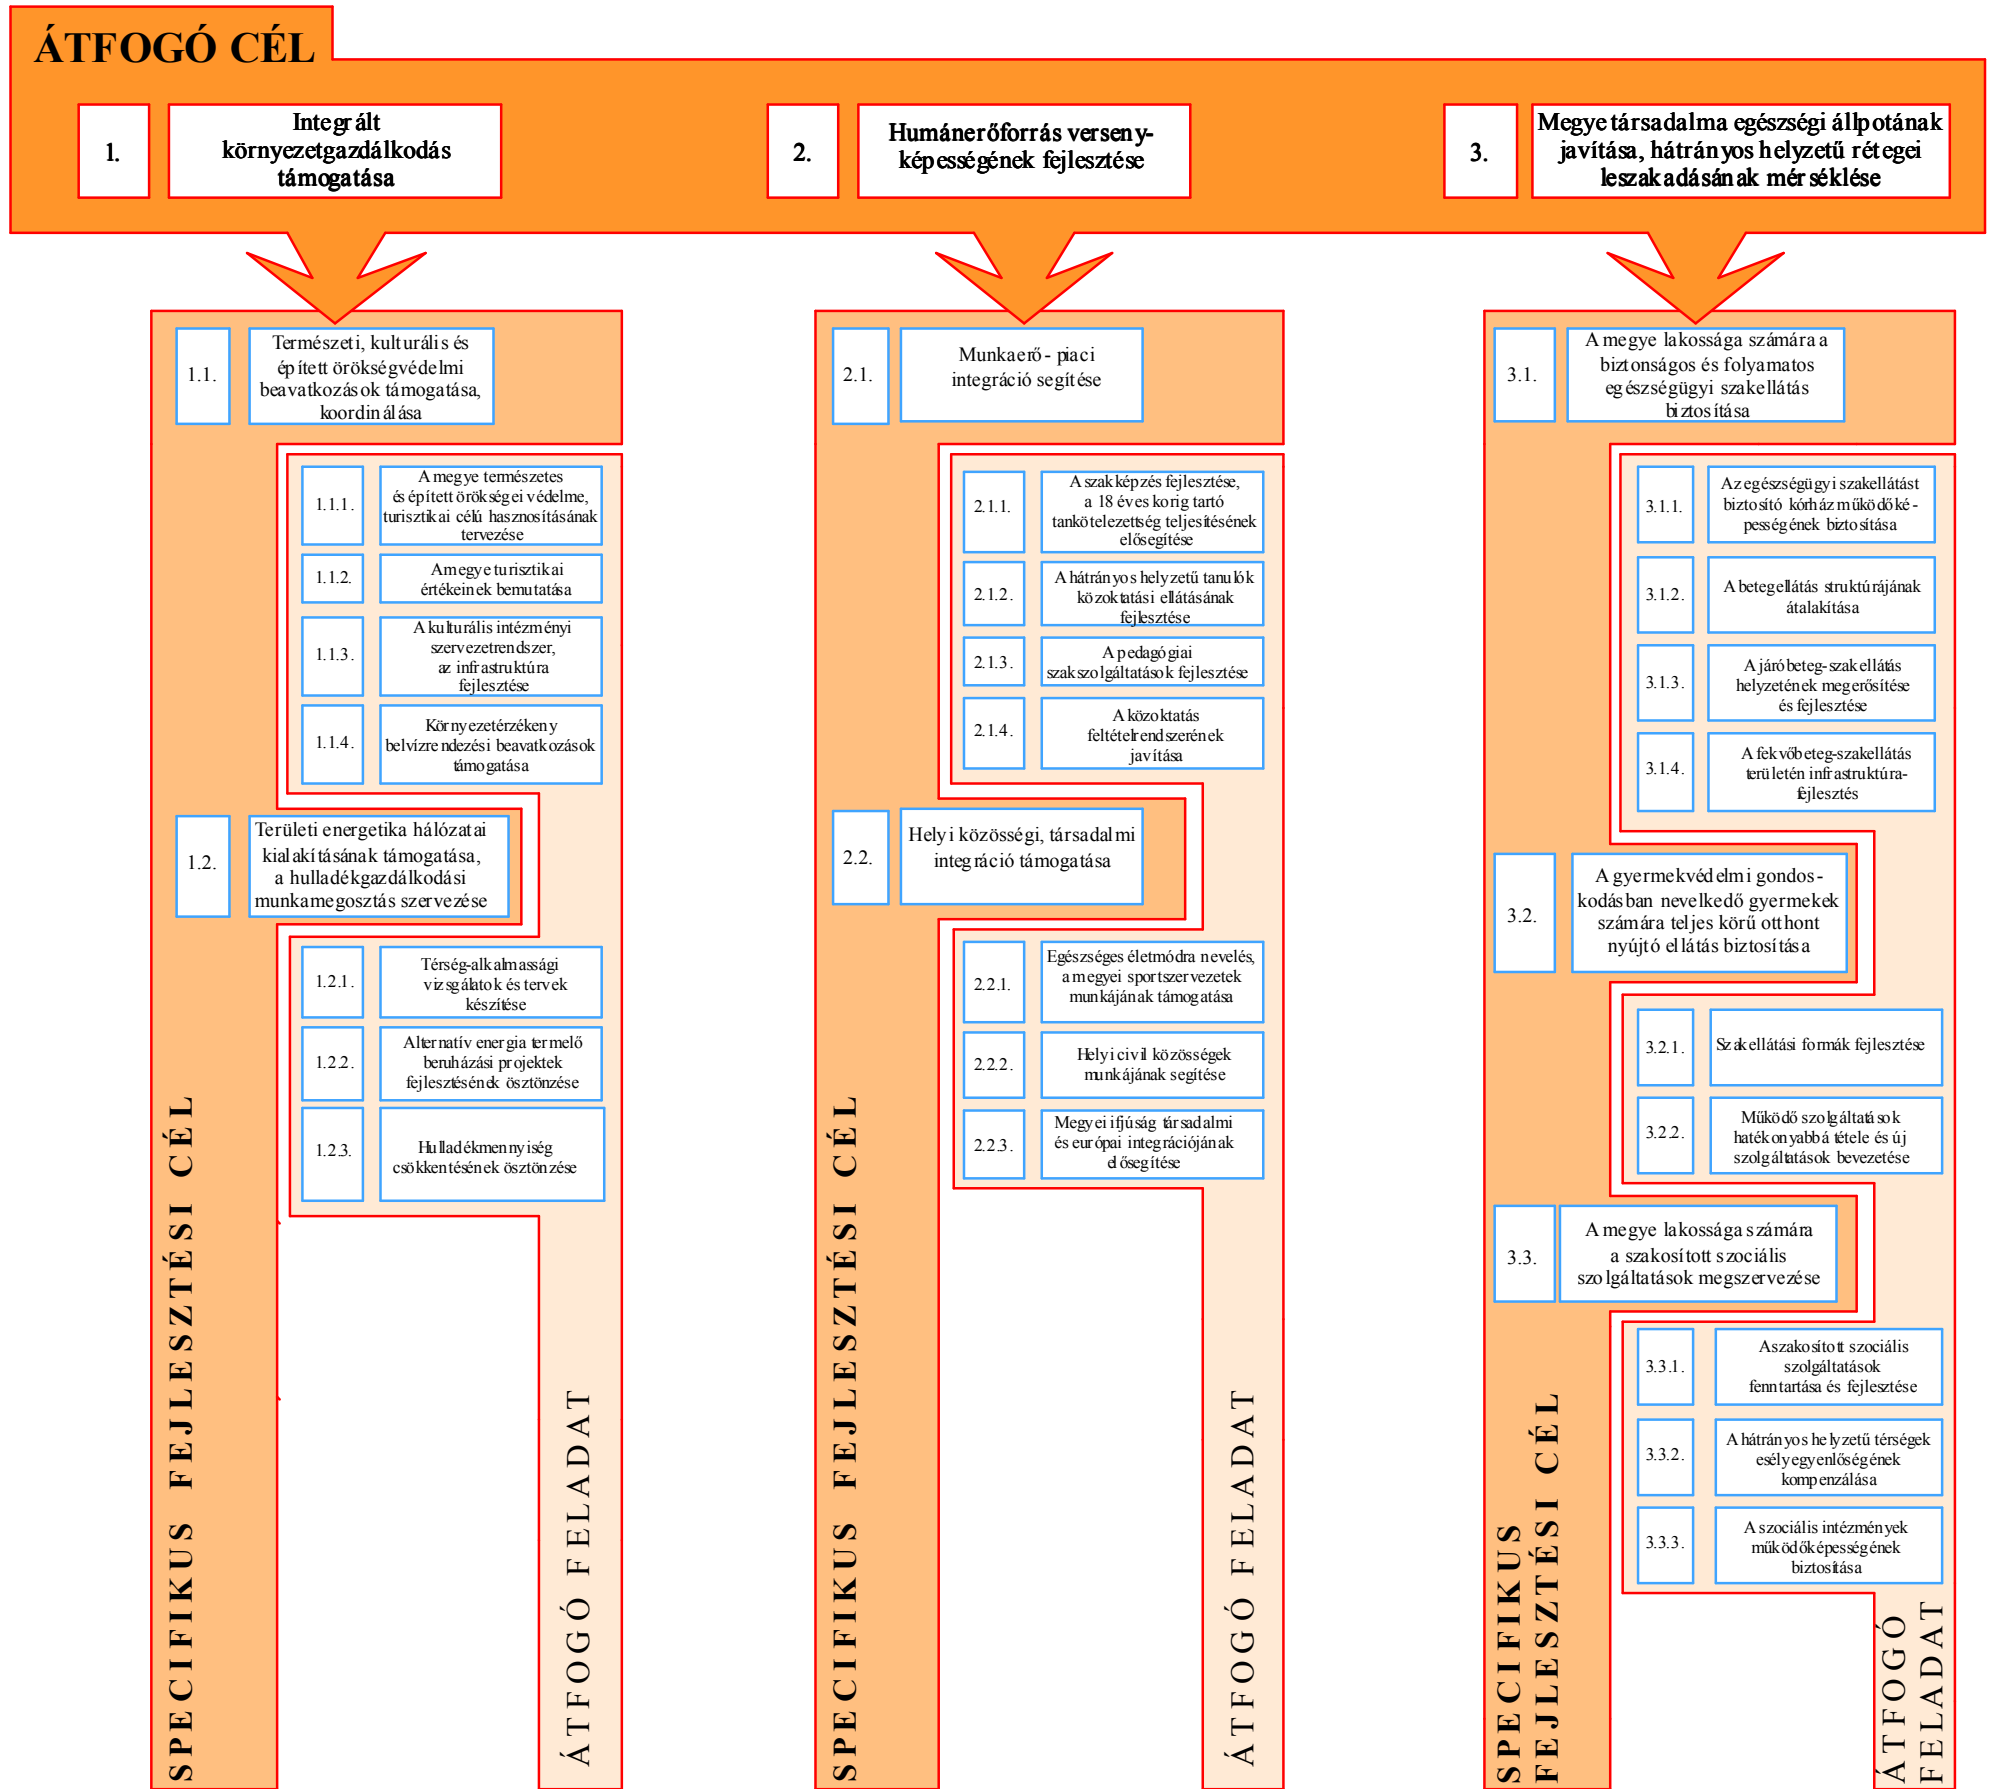 ÁTFOGÓ CÉL
1.
Integrált
környezetgazdálkodás
támogatása
2.
Humánerőforrás verseny-
képességének fejlesztése
3.
Megye társadalma egészségi állpotának
javítása, hátrányos helyzetű rétegei
leszakadásának mérséklése
1.1.
Természeti, kulturális és
épített örökségvédelmi
beavatkozások támogatása,
koordinálása
1.1.1.
A megye természetes
és épített örökségei védelme,
turisztikai célú hasznosításának
tervezése
1.1.2.
A megye turisztikai
értékeinek bemutatása
1.1.3.
A kulturális intézményi
szervezetrendszer,
az infrastruktúra
fejlesztése
1.1.4.
Környezetérzékeny
belvízrendezési beavatkozások
támogatása
1.2.
Területi energetika hálózatai
kialakításának támogatása,
a hulladékgazdálkodási
munkamegosztás szervezése
1.2.1.
Térség-alkalmassági
vizsgálatok és tervek
készítése
1.2.2.
Alternatív energia termelő
beruházási projektek
fejlesztésének ösztönzése
1.2.3.
Hulladékmennyiség
csökkentésének ösztönzése
SPECIFIKUS FEJLESZTÉSI CÉL
ÁTFOGÓ FELADAT
2.1.
Munkaerő - piaci
integráció segítése
2.1.1.
A szakképzés fejlesztése,
a 18 éves korig tartó
tankötelezettség teljesítésének
elősegítése
2.1.2.
A hátrányos helyzetű tanulók
közoktatási ellátásának
fejlesztése
2.1.3.
A pedagógiai
szakszolgáltatások fejlesztése
2.1.4.
A közoktatás
feltételrendszerének
javítása
2.2.
Helyi közösségi, társadalmi
integráció támogatása
2.2.1.
Egészséges életmódra nevelés,
a megyei sportszervezetek
munkájának támogatása
2.2.2.
Helyi civil közösségek
munkájának segítése
2.2.3.
Megyei ifjúság társadalmi
és európai integrációjának
elősegítése
SPECIFIKUS FEJLESZTÉSI CÉL
ÁTFOGÓ FELADAT
3.1.
A megye lakossága számára a
biztonságos és folyamatos
egészségügyi szakellátás
biztosítása
3.1.1.
Az egészségügyi szakellátást
biztosító kórház működőké-
pességének biztosítása
3.1.2.
A betegellátás struktúrájának
átalakítása
3.1.3.
A járóbeteg-szakellátás
helyzetének megerősítése
és fejlesztése
3.1.4.
A fekvőbeteg-szakellátás
területén infrastruktúra-
fejlesztés
3.2.
A gyermekvédelmi gondos-
kodásban nevelkedő gyermekek
számára teljes körű otthont
nyújtó ellátás biztosítása
3.2.1.
Szakellátási formák fejlesztése
3.2.2.
Működő szolgáltatások
hatékonyabbá tétele és új
szolgáltatások bevezetése
3.3.
A megye lakossága számára
a szakosított szociális
szolgáltatások megszervezése
3.3.1.
A szakosított szociális
szolgáltatások
fenntartása és fejlesztése
3.3.2.
A hátrányos helyzetű térségek
esélyegyenlőségének
kompenzálása
3.3.3.
A szociális intézmények
működőképességének
biztosítása
SPECIFIKUS
FEJLESZTÉSI CÉL
ÁTFOGÓ
FELADAT